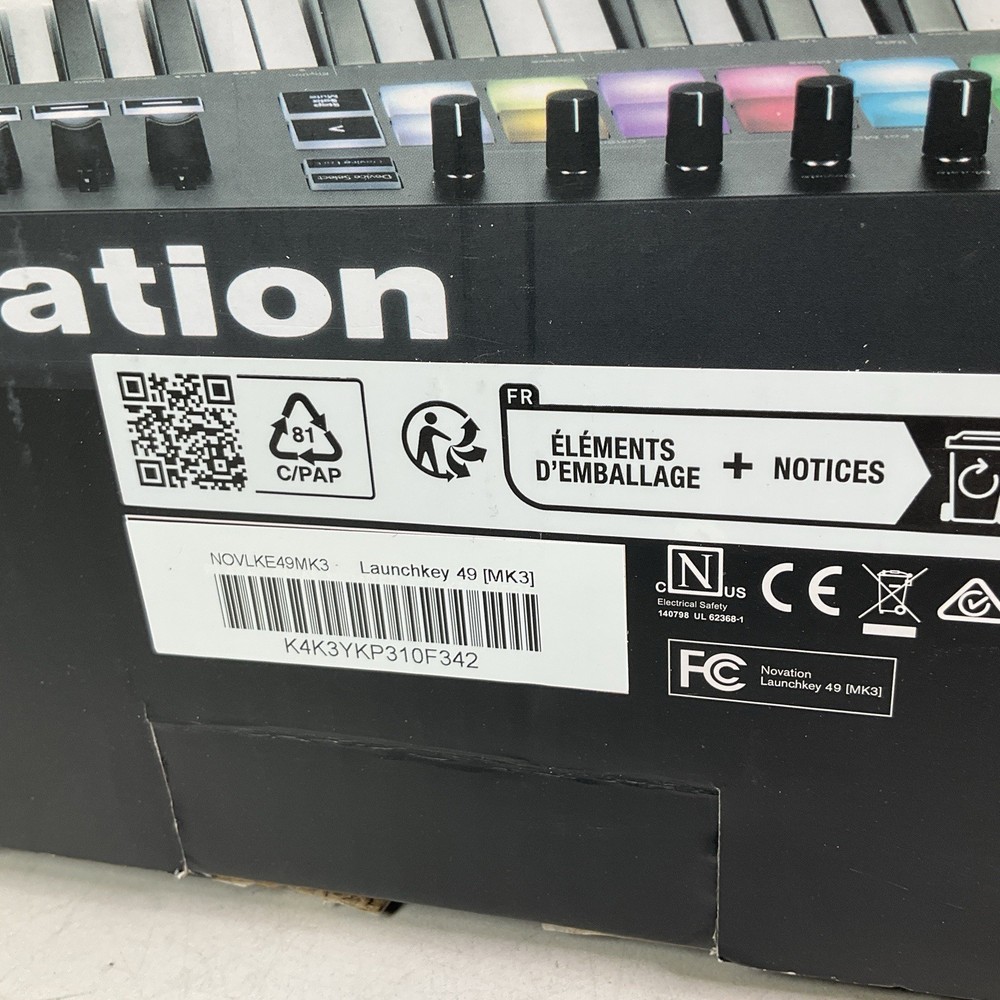 Device Select
ation
81
C/PAP
FR
ÉLÉMENTS
D'EMBALLAGE
+
NOTICES
NOVLKE49MK3
Launchkey 49 [MK3]
K4K3YKP310F342
C N US
Electrical Safety
140798 UL 62368-1
CE
FC
Novation
Launchkey 49 [MK3]